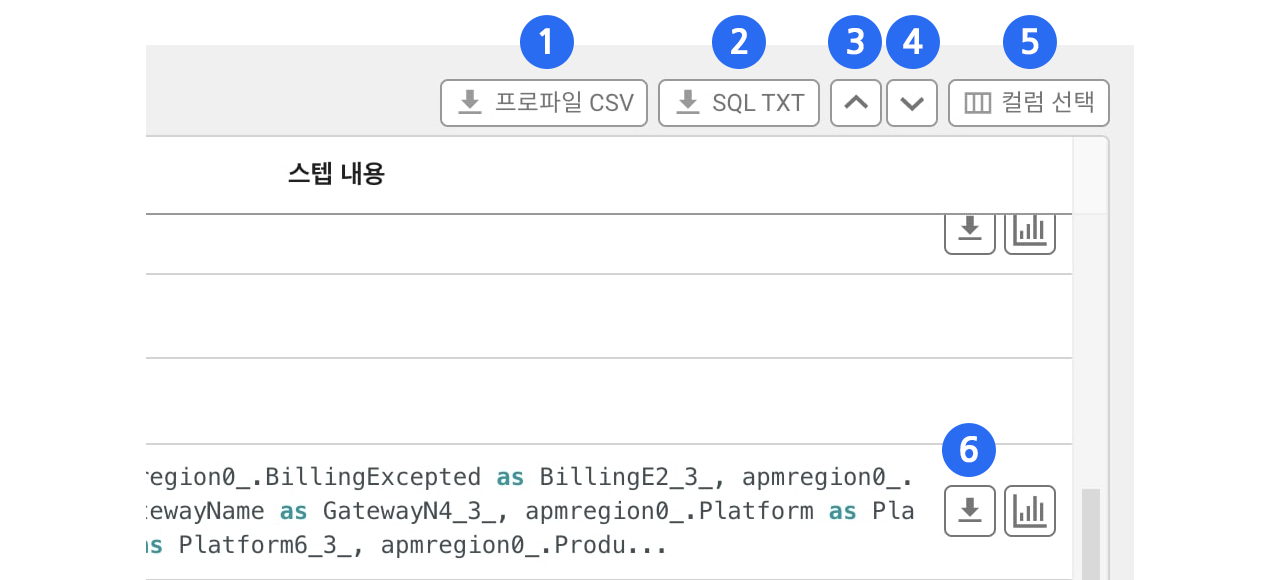 1 2 3 4 5
프로파일 CSV SQL TXT 컬럼 선택
스텝 내용
6
region0_.BillingExcepted as BillingE2_3_, apmregion0_.
tewayName as GatewayN4_3_, apmregion0_.Platform as Pla
as Platform6_3_, apmregion0_.Produ...